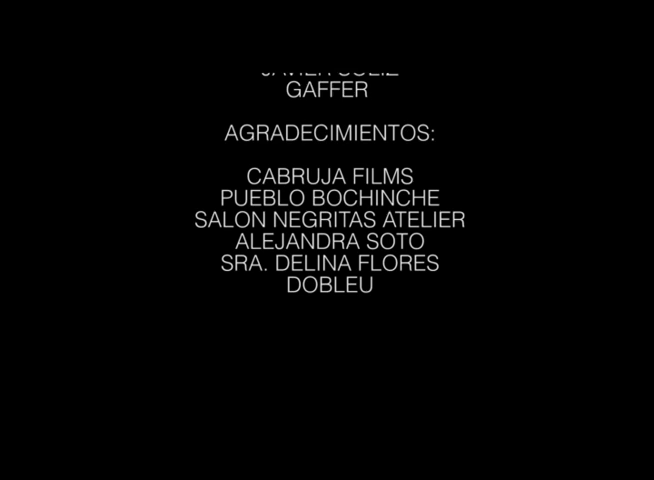 GAFFER
AGRADECIMIENTOS:
CABRUJA FILMS
PUEBLO BOCHINCHE
SALON NEGRITAS ATELIER
ALEJANDRA SOTO
SRA. DELINA FLORES
DOBLEU